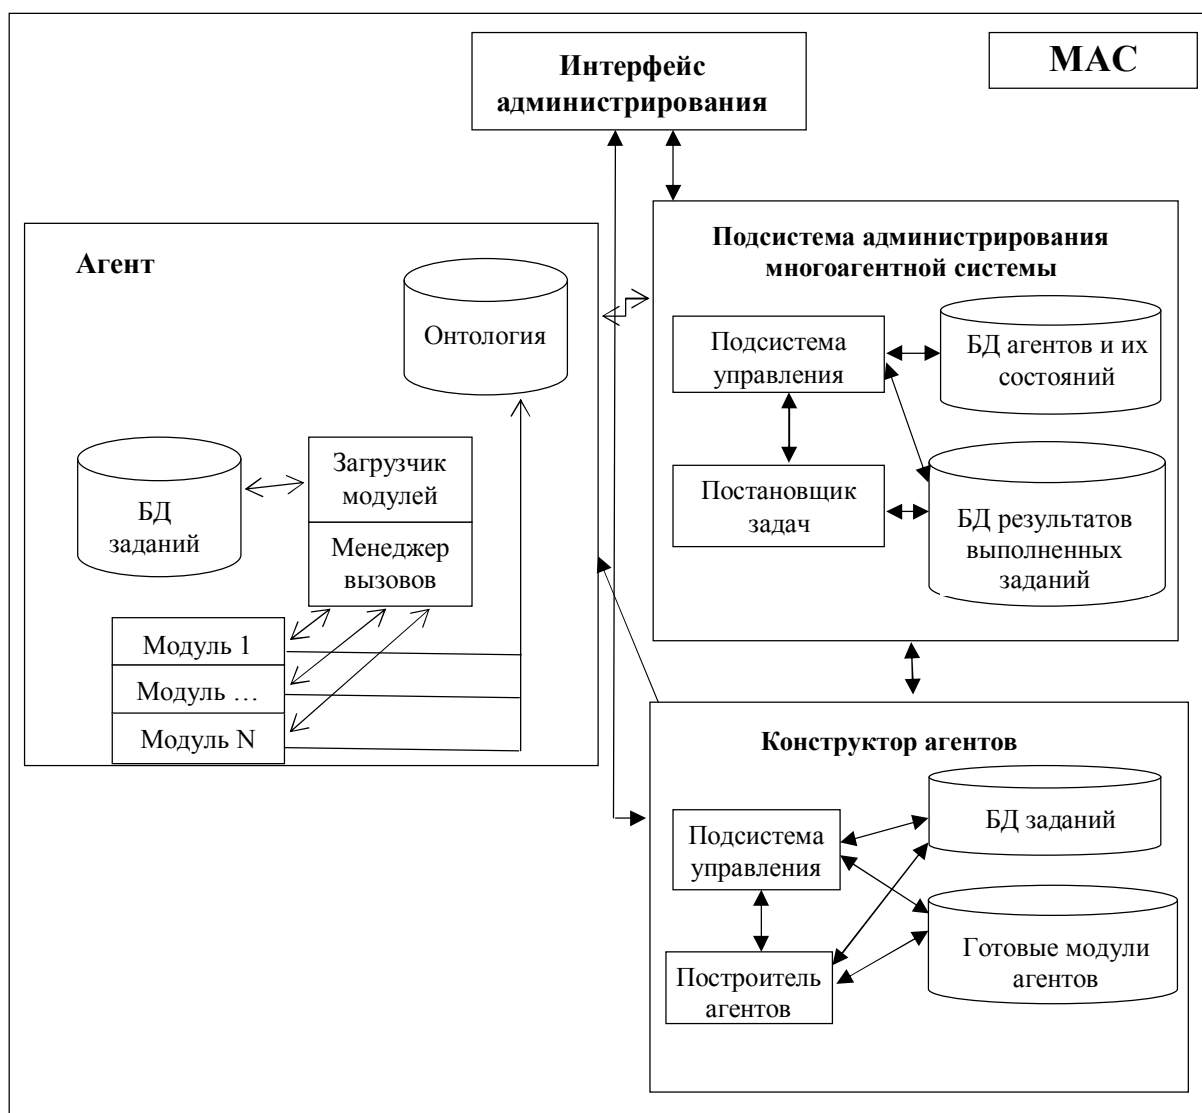 Интерфейс
администрирования
МАС
Агент
Онтология
БД
заданий
Загрузчик
модулей
Менеджер
вызовов
Модуль 1
Модуль …
Модуль N
Подсистема администрирования
многоагентной системы
Подсистема
управления
БД агентов и их
состояний
Постановщик
задач
БД результатов
выполненных
заданий
Конструктор агентов
Подсистема
управления
БД заданий
Построитель
агентов
Готовые модули
агентов